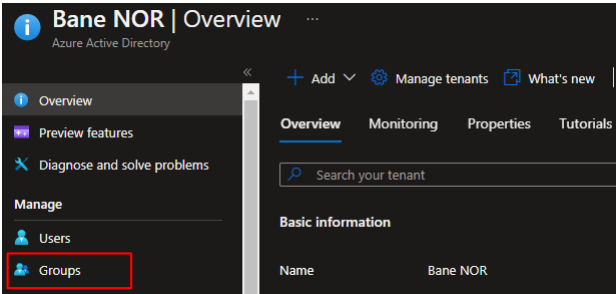 Bane NOR | Overview ...
Azure Active Directory
«
Overview
Preview features
Diagnose and solve problems
Manage
Users
Groups
Add Manage tenants What's new
Overview Monitoring Properties Tutorials
Search your tenant
Basic information
Name Bane NOR